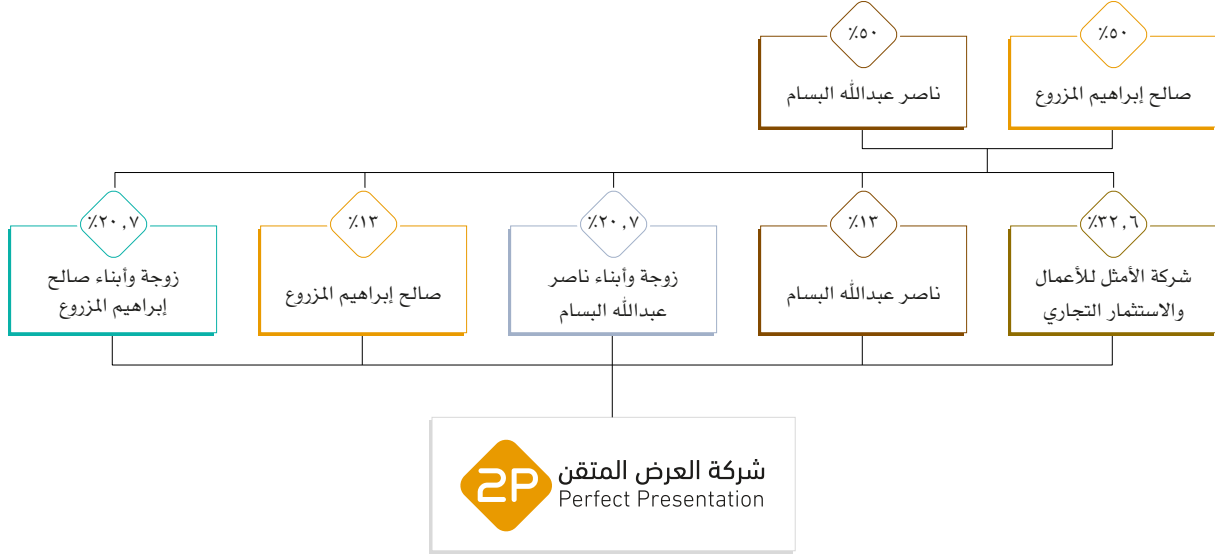 ٪٥٠
صالح إبراهيم المزروع
٪٥٠
ناصر عبدالله البسام
٪٣٢,٦
شركة الأمثل للأعمال
والاستثمار التجاري
٪١٣
ناصر عبدالله البسام
٪٢٠,٧
زوجة وأبناء ناصر
عبدالله البسام
٪١٣
صالح إبراهيم المزروع
٪٢٠,٧
زوجة وأبناء صالح
إبراهيم المزروع
2P
شركة العرض المتقن
Perfect Presentation